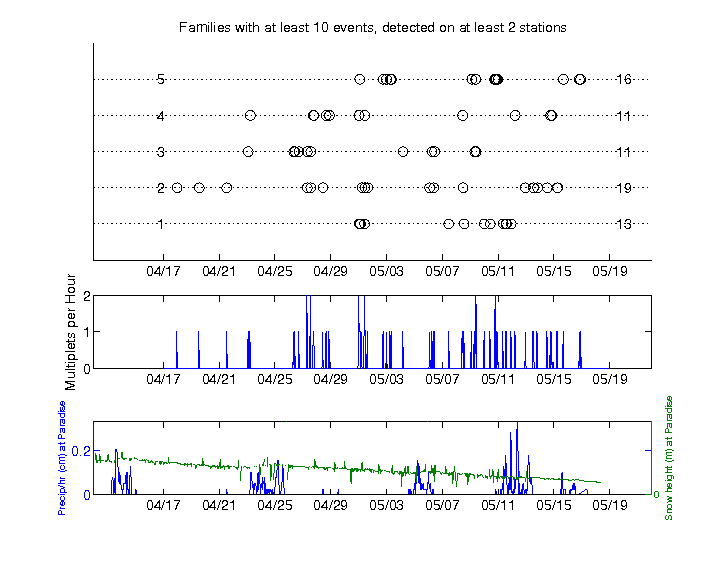 Families with at least 10 events, detected on at least 2 stations
5 16
4 11
3 11
2 19
1 13
04/17 04/21 04/25 04/29 05/03 05/07 05/11 05/15 05/19
Multiplets per Hour
2
1
0
04/17 04/21 04/25 04/29 05/03 05/07 05/11 05/15 05/19
Precip/hr (cm) at Paradise
0.2
0
Snow height (m) at Paradise
0
04/17 04/21 04/25 04/29 05/03 05/07 05/11 05/15 05/19